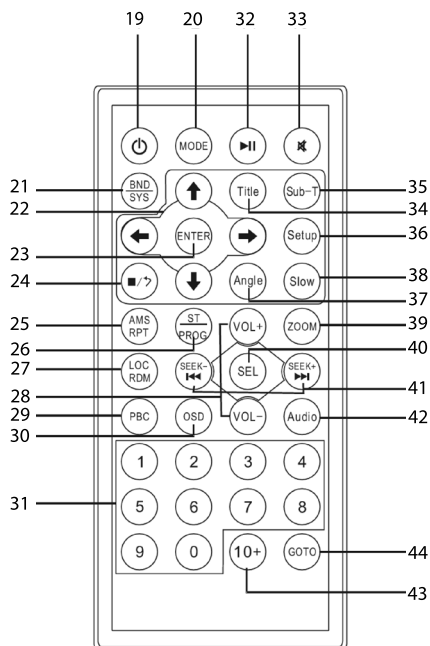 19 20 32 33
MODE
21 BND SYS Title Sub-T 35
22 34
ENTER Setup 36
23
24 Angle Slow 38
37
25 AMS RPT ST PROG VOL+ ZOOM 39
26 40
27 LOC RDM SEEK- SEL SEEK+ 41
28
29 PBC OSD VOL- Audio 42
30
1 2 3 4
31 5 6 7 8
9 0 10+ GOTO 44
43